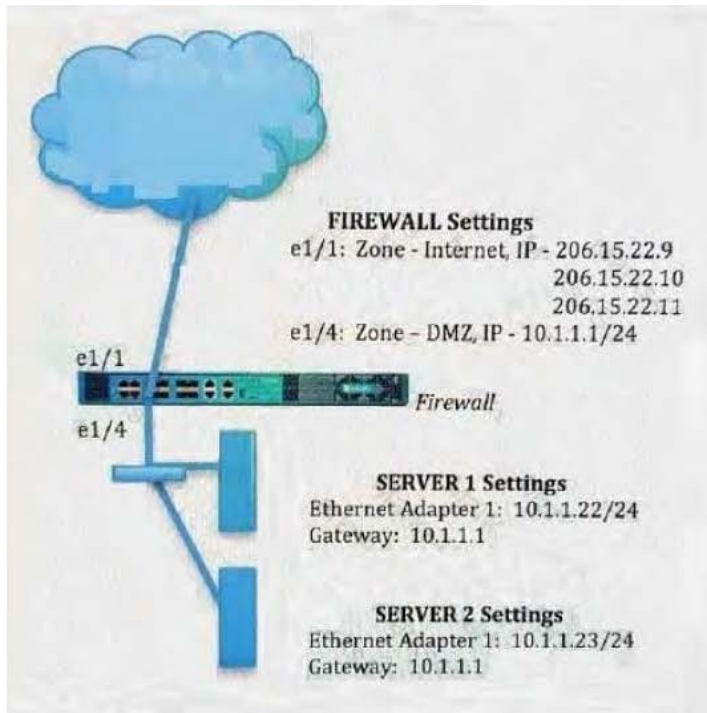 FIREWALL Settings
e1/1: Zone - Internet, IP - 206.15.22.9
206.15.22.10
206.15.22.11
e1/4: Zone – DMZ, IP - 10.1.1.1/24
e1/1
Firewall
e1/4
SERVER 1 Settings
Ethernet Adapter 1: 10.1.1.22/24
Gateway: 10.1.1.1
SERVER 2 Settings
Ethernet Adapter 1: 10.1.1.23/24
Gateway: 10.1.1.1